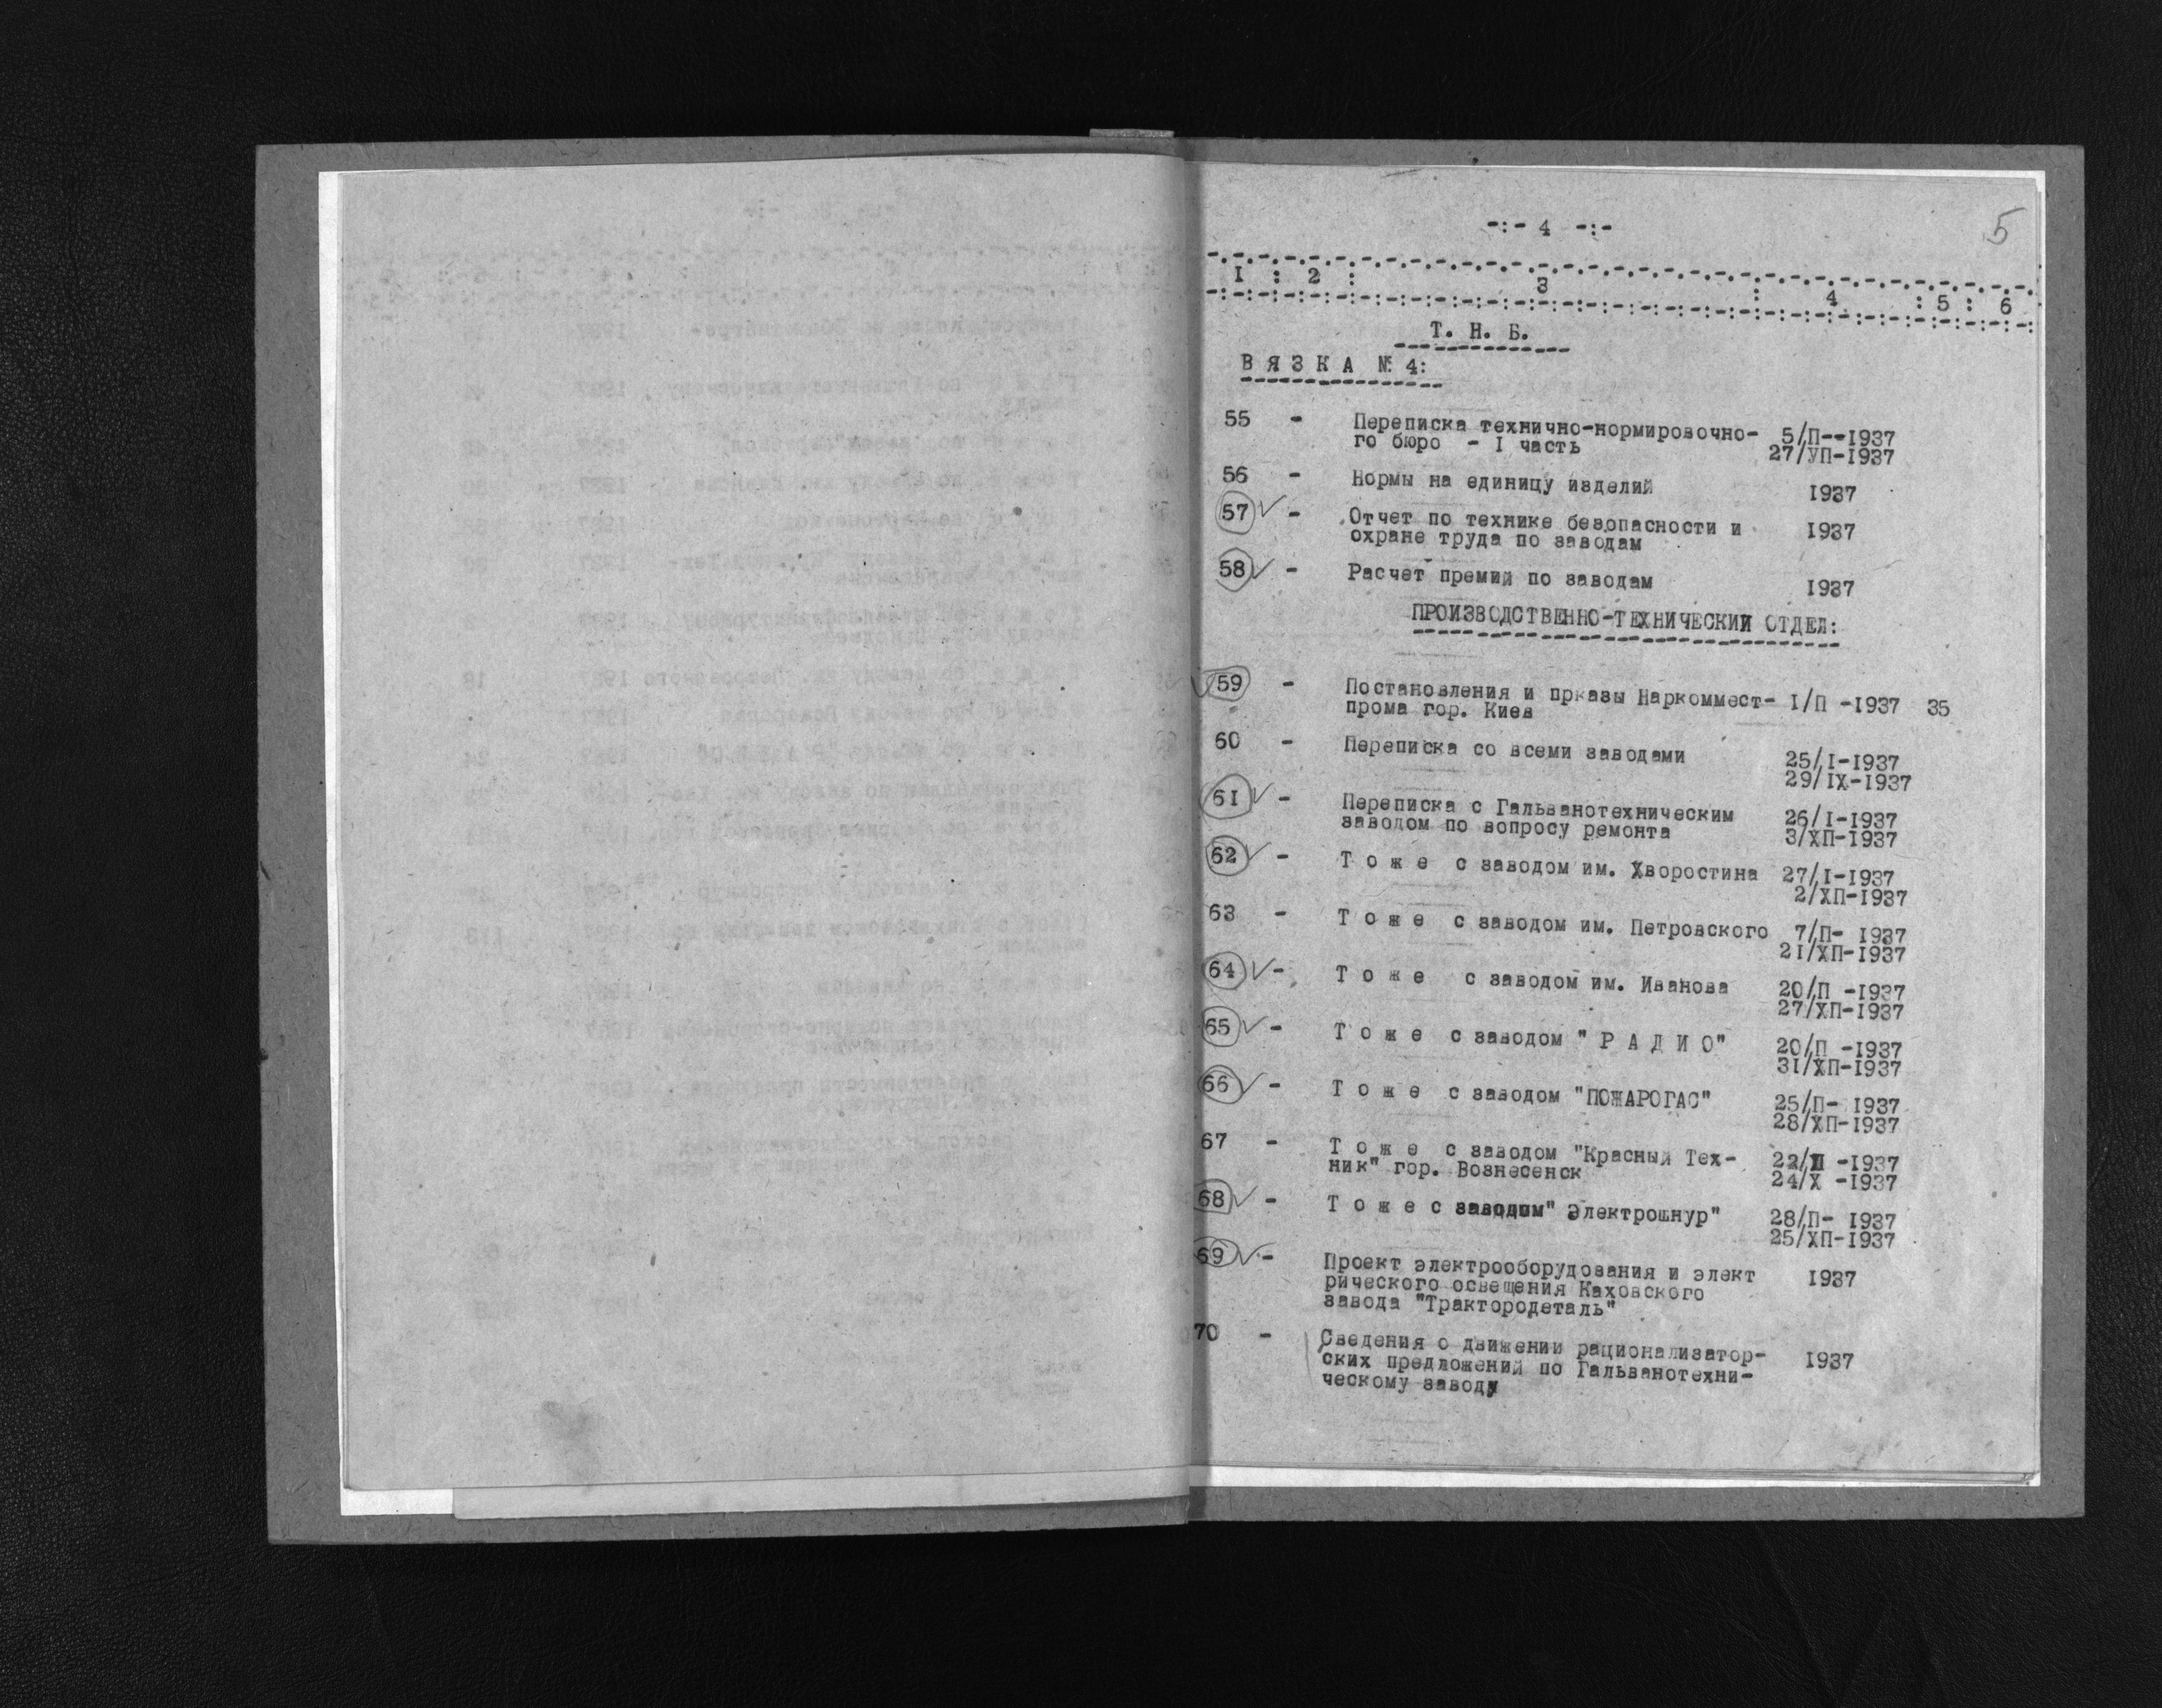 -:- 4 -:-
5
1 : 2 : 3 : 4 : 5 : 6
Т. Н. Б.
В Я З К А № 4:
55 - Переписка технично-нормировочно- 5/П--1937
го бюро - I часть 27/УП-1937
56 - Нормы на единицу изделий 1937
57 - Отчет по технике безопасности и 1937
охране труда по заводам
58 - Расчет премий по заводам 1937
ПРОИЗВОДСТВЕННО-ТЕХНИЧЕСКИИ ОТДЕЛ:
59 - Постановления и прказы Наркоммест- I/П -1937 35
прома гор. Киев
60 - Переписка со всеми заводами 25/I-1937
29/IX-1937
61 - Переписка с Гальванотехническим 26/I-1937
заводом по вопросу ремонта 3/ХП-1937
62 - Т о ж е с заводом им. Хворостина 27/I-1937
2/ХП-1937
63 - Т о ж е с заводом им. Петровского 7/П- 1937
21/ХП-1937
64 - Т о ж е с заводом им. Иванова 20/П -1937
27/ХП-1937
65 - Т о ж е с заводом " Р А Д И О" 20/П -1937
31/ХП-1937
66 - Т о ж е с заводом "ПОЖАРОГАС" 25/П- 1937
28/ХП-1937
67 - Т о ж е с заводом "Красный Тех- 22/П -1937
ник" гор. Вознесенск 24/Х -1937
68 - Т о ж е с заводом" Электрошнур" 28/П- 1937
25/ХП-1937
69 - Проект электрооборудования и элект 1937
рического освещения Каховского
завода "Трактородеталь"
70 - Сведения о движении рационализатор- 1937
ских предложений по Гальванотехни-
ческому заводу